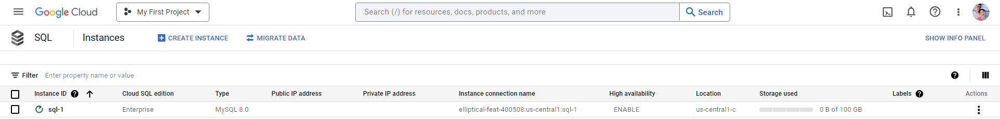 Google Cloud My First Project Search (/) for resources, docs, products, and more Search
SQL Instances CREATE INSTANCE MIGRATE DATA SHOW INFO PANEL
Filter Enter property name or value
Instance ID Cloud SQL edition Type Public IP address Private IP address Instance connection name High availability Location Storage used Labels Actions
sql-1 Enterprise MySQL 8.0 elliptical-feat-400508:us-central1:sql-1 ENABLE us-central1-c 0 B of 100 GB